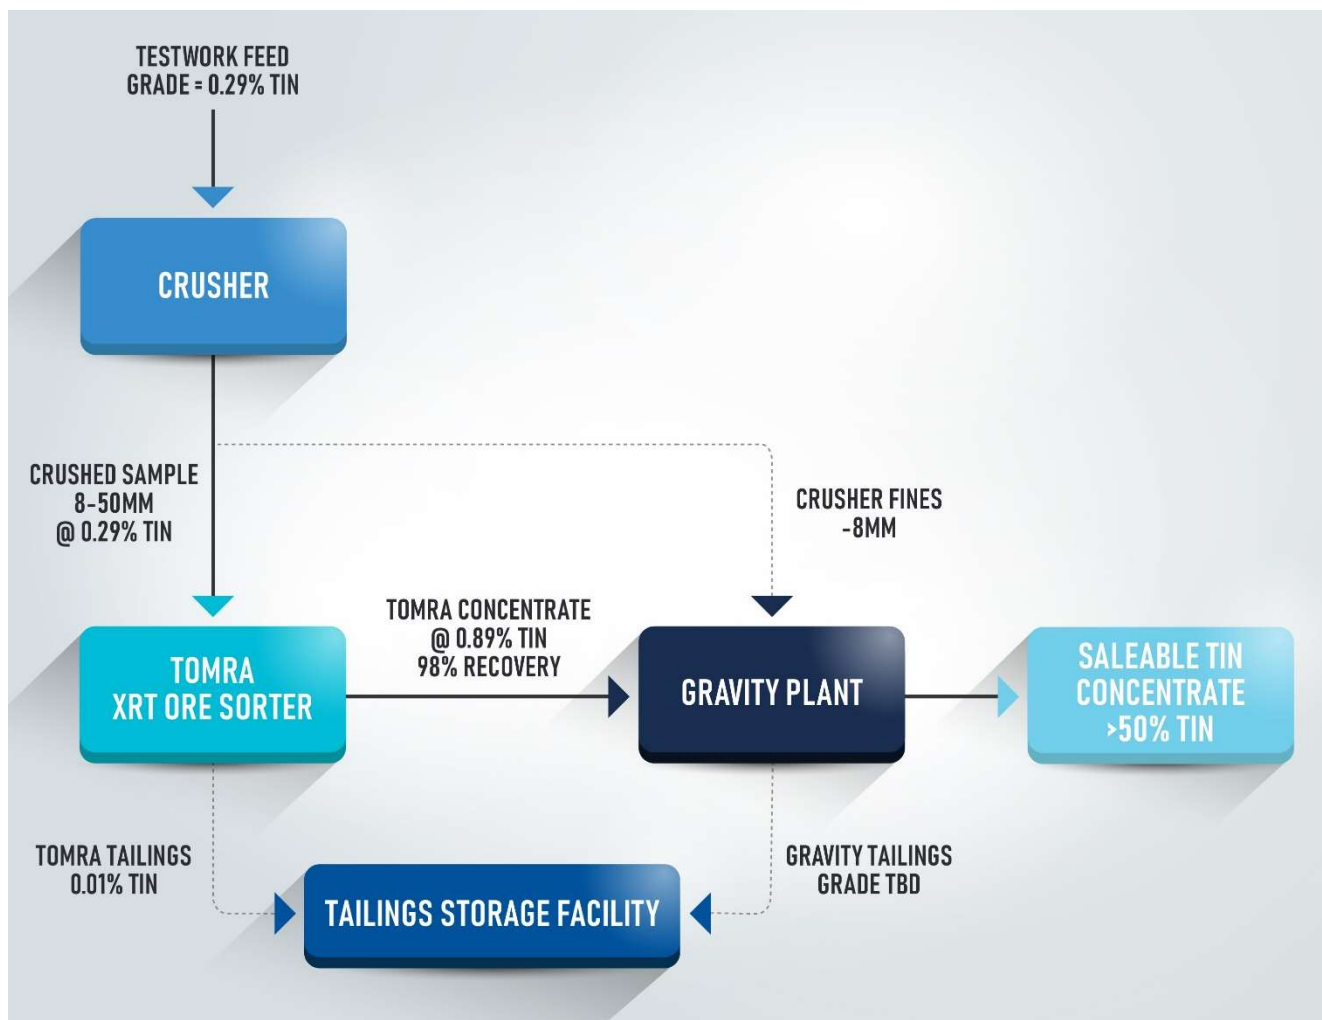 TESTWORK FEED
GRADE = 0.29% TIN
CRUSHER
CRUSHED SAMPLE
8-50MM
@ 0.29% TIN
CRUSHER FINES
-8MM
TOMRA CONCENTRATE
@ 0.89% TIN
98% RECOVERY
TOMRA
XRT ORE SORTER
GRAVITY PLANT
SALEABLE TIN
CONCENTRATE
>50% TIN
TOMRA TAILINGS
0.01% TIN
GRAVITY TAILINGS
GRADE TBD
TAILINGS STORAGE FACILITY